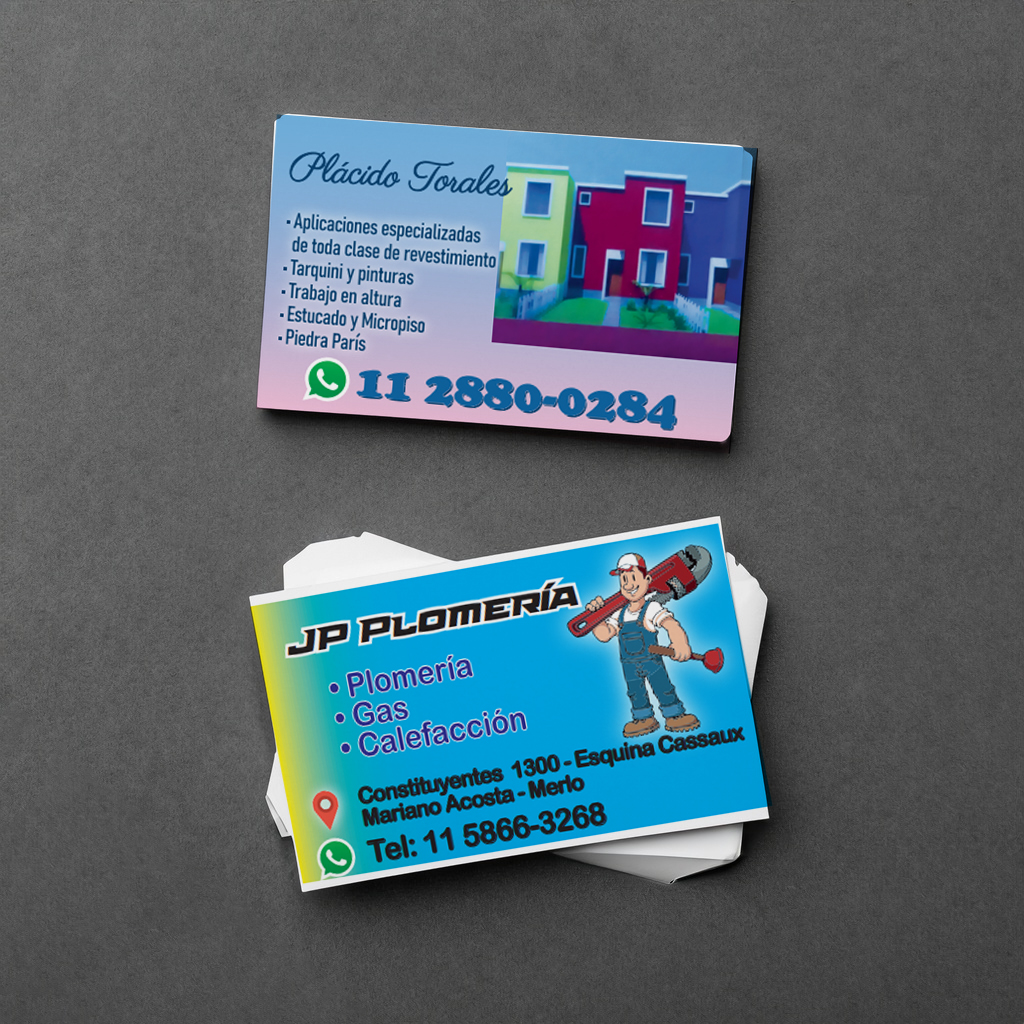 Plácido Torales
· Aplicaciones especializadas
de toda clase de revestimiento
· Tarquini y pinturas
· Trabajo en altura
· Estucado y Micropiso
· Piedra París
11 2880-0284
JP PLOMERÍA
• Plomería
• Gas
• Calefacción
Constituyentes 1300 - Esquina Cassaux
Mariano Acosta - Merlo
Tel: 11 5866-3268